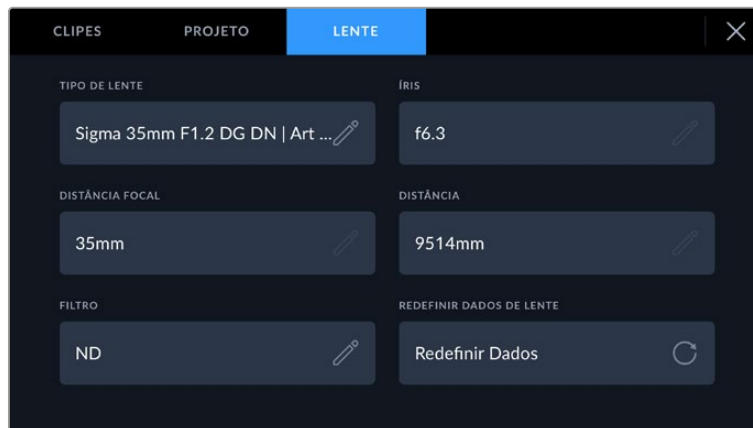 CLIPES PROJETO LENTE
TIPO DE LENTE ÍRIS
Sigma 35mm F1.2 DG DN | Art ... f6.3
DISTÂNCIA FOCAL DISTÂNCIA
35mm 9514mm
FILTRO REDEFINIR DADOS DE LENTE
ND Redefinir Dados